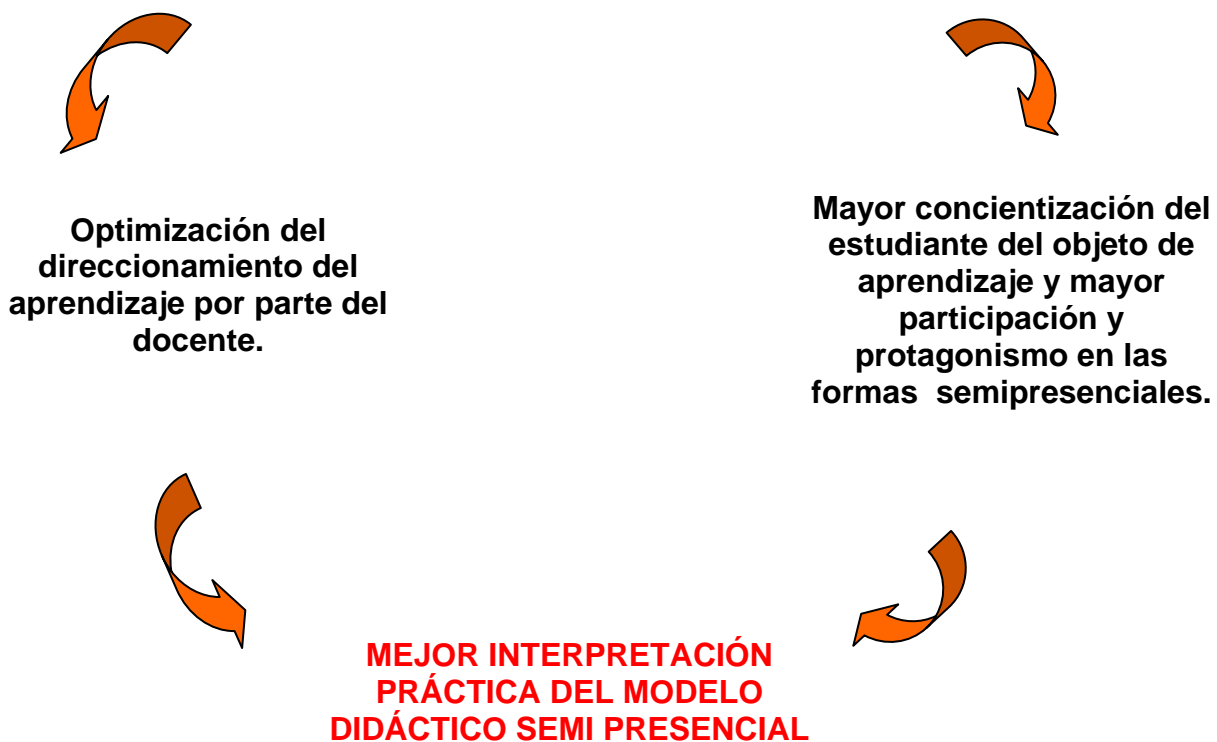 Optimización del
direccionamiento del
aprendizaje por parte del
docente.
Mayor concientización del
estudiante del objeto de
aprendizaje y mayor
participación y
protagonismo en las
formas  semipresenciales.
MEJOR INTERPRETACIÓN
PRÁCTICA DEL MODELO
DIDÁCTICO SEMI PRESENCIAL